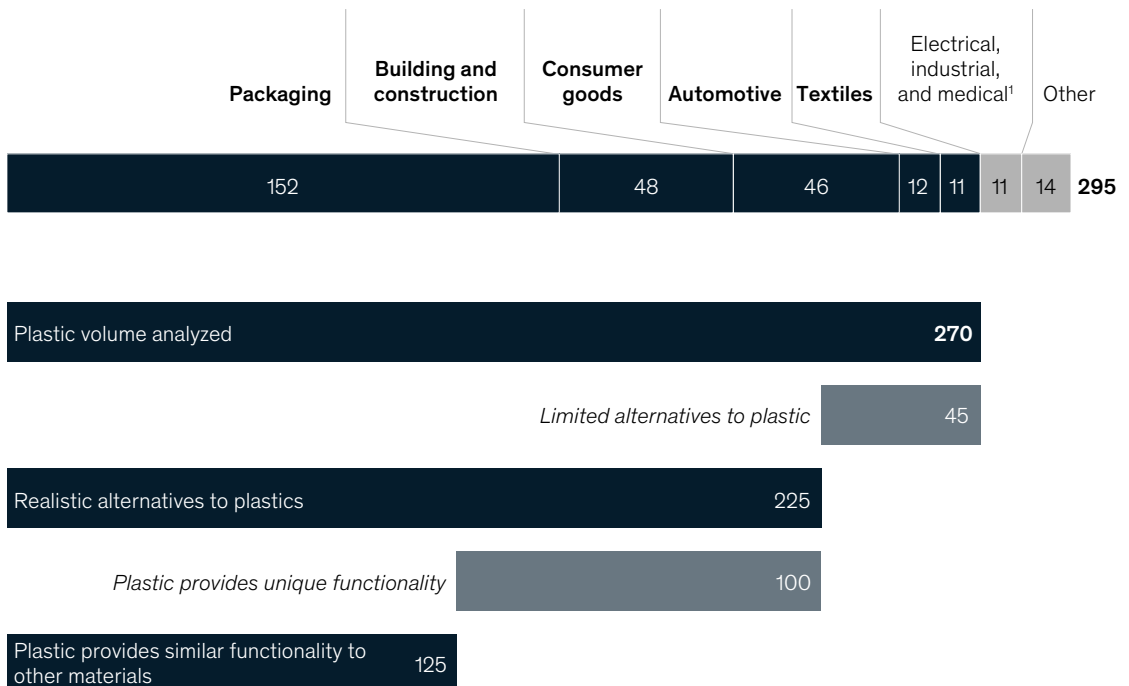 Packaging
Building and
construction
Consumer
goods
Automotive
Textiles
Electrical,
industrial,
and medical¹
Other
152
48
46
12
11
11
14
295
Plastic volume analyzed
270
Limited alternatives to plastic
45
Realistic alternatives to plastics
225
Plastic provides unique functionality
100
Plastic provides similar functionality to
other materials
125